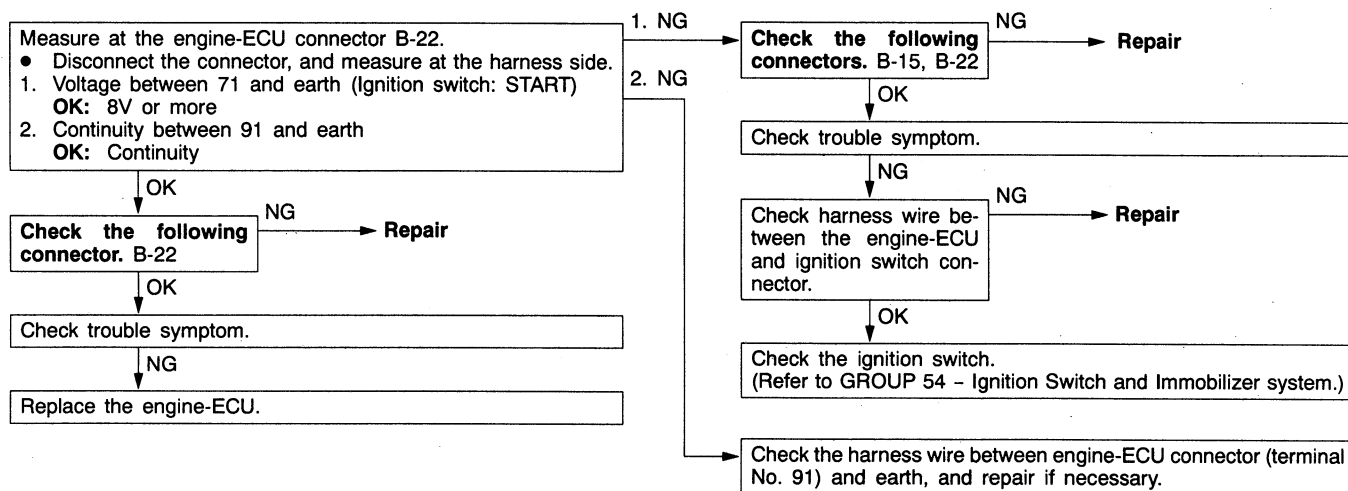 Measure at the engine-ECU connector B-22.
● Disconnect the connector, and measure at the harness side.
1. Voltage between 71 and earth (Ignition switch: START)
OK: 8V or more
2. Continuity between 91 and earth
OK: Continuity
OK
Check the following
connector. B-22
NG
Repair
OK
Check trouble symptom.
NG
Replace the engine-ECU.
1. NG
2. NG
Check the following
connectors. B-15, B-22
NG
Repair
OK
Check trouble symptom.
NG
Check harness wire be-
tween the engine-ECU
and ignition switch con-
nector.
NG
Repair
OK
Check the ignition switch.
(Refer to GROUP 54 – Ignition Switch and Immobilizer system.)
Check the harness wire between engine-ECU connector (terminal
No. 91) and earth, and repair if necessary.